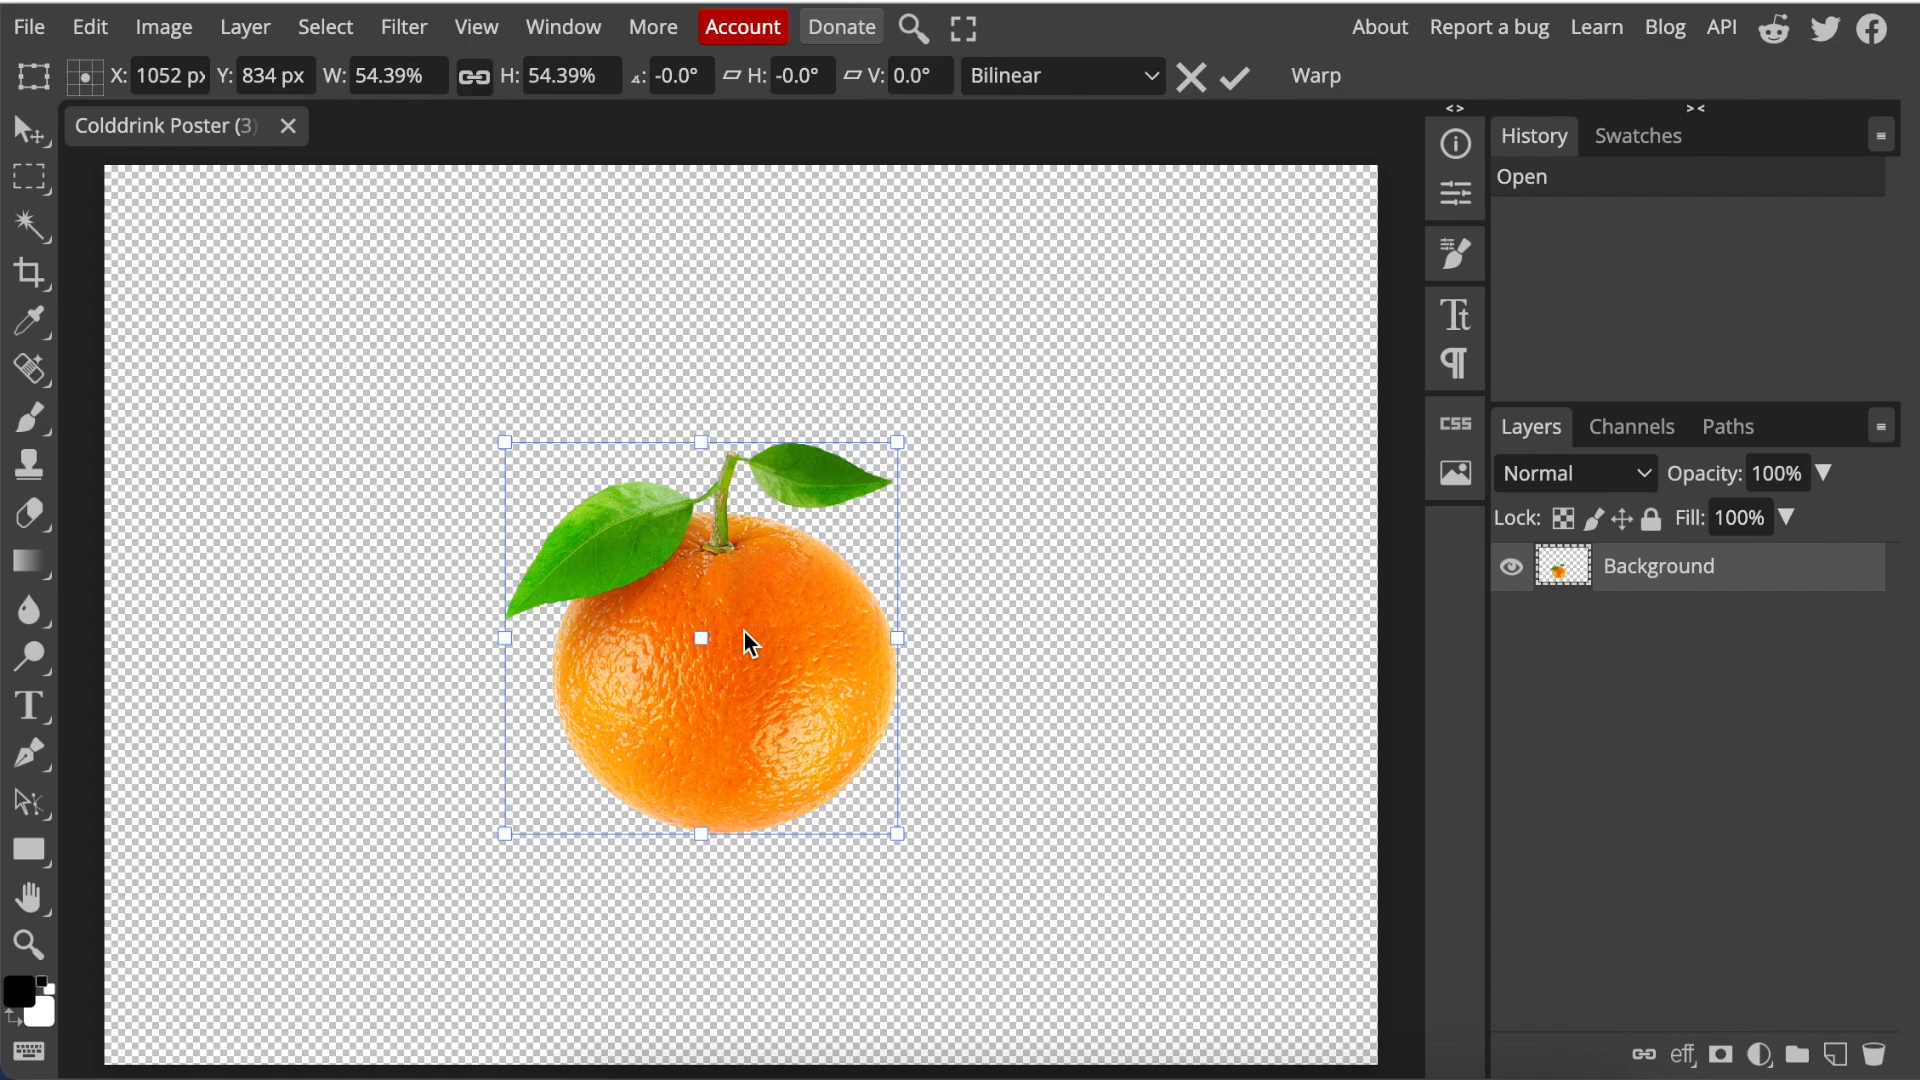 File Edit Image Layer Select Filter View Window More Account Donate About Report a bug Learn Blog API
X: 1052 px Y: 834 px W: 54.39% H: 54.39% -0.0° H: -0.0° V: 0.0° Bilinear Warp
Colddrink Poster (3)
<> ><
History Swatches
Open
CSS
Layers Channels Paths
Normal Opacity: 100%
Lock: Fill: 100%
Background
eff